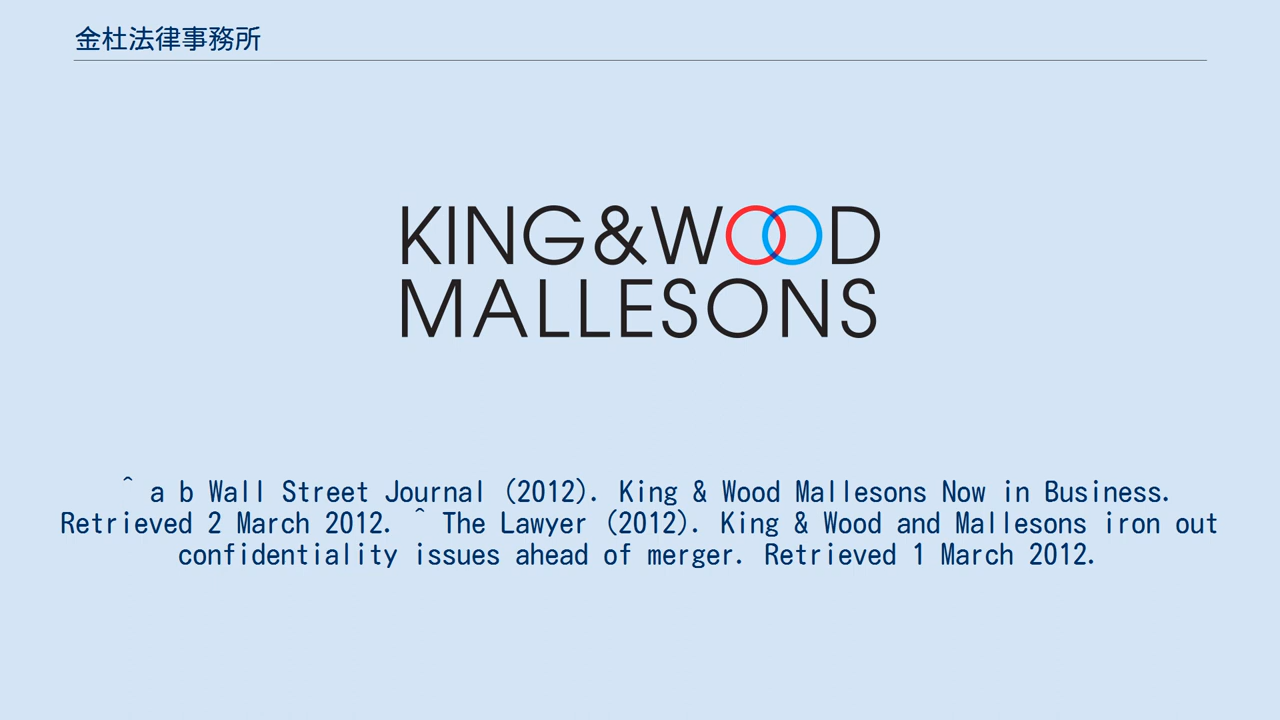 金杜法律事務所
KING&WOOD
MALLESONS
^ a b Wall Street Journal (2012). King & Wood Mallesons Now in Business.
Retrieved 2 March 2012. ^ The Lawyer (2012). King & Wood and Mallesons iron out
confidentiality issues ahead of merger. Retrieved 1 March 2012.